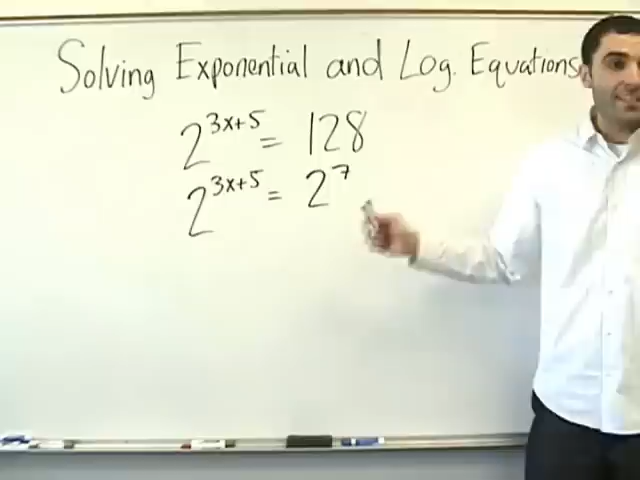 Solving Exponential and Log. Equations
2^{3x+5} = 128
2^{3x+5} = 2^7